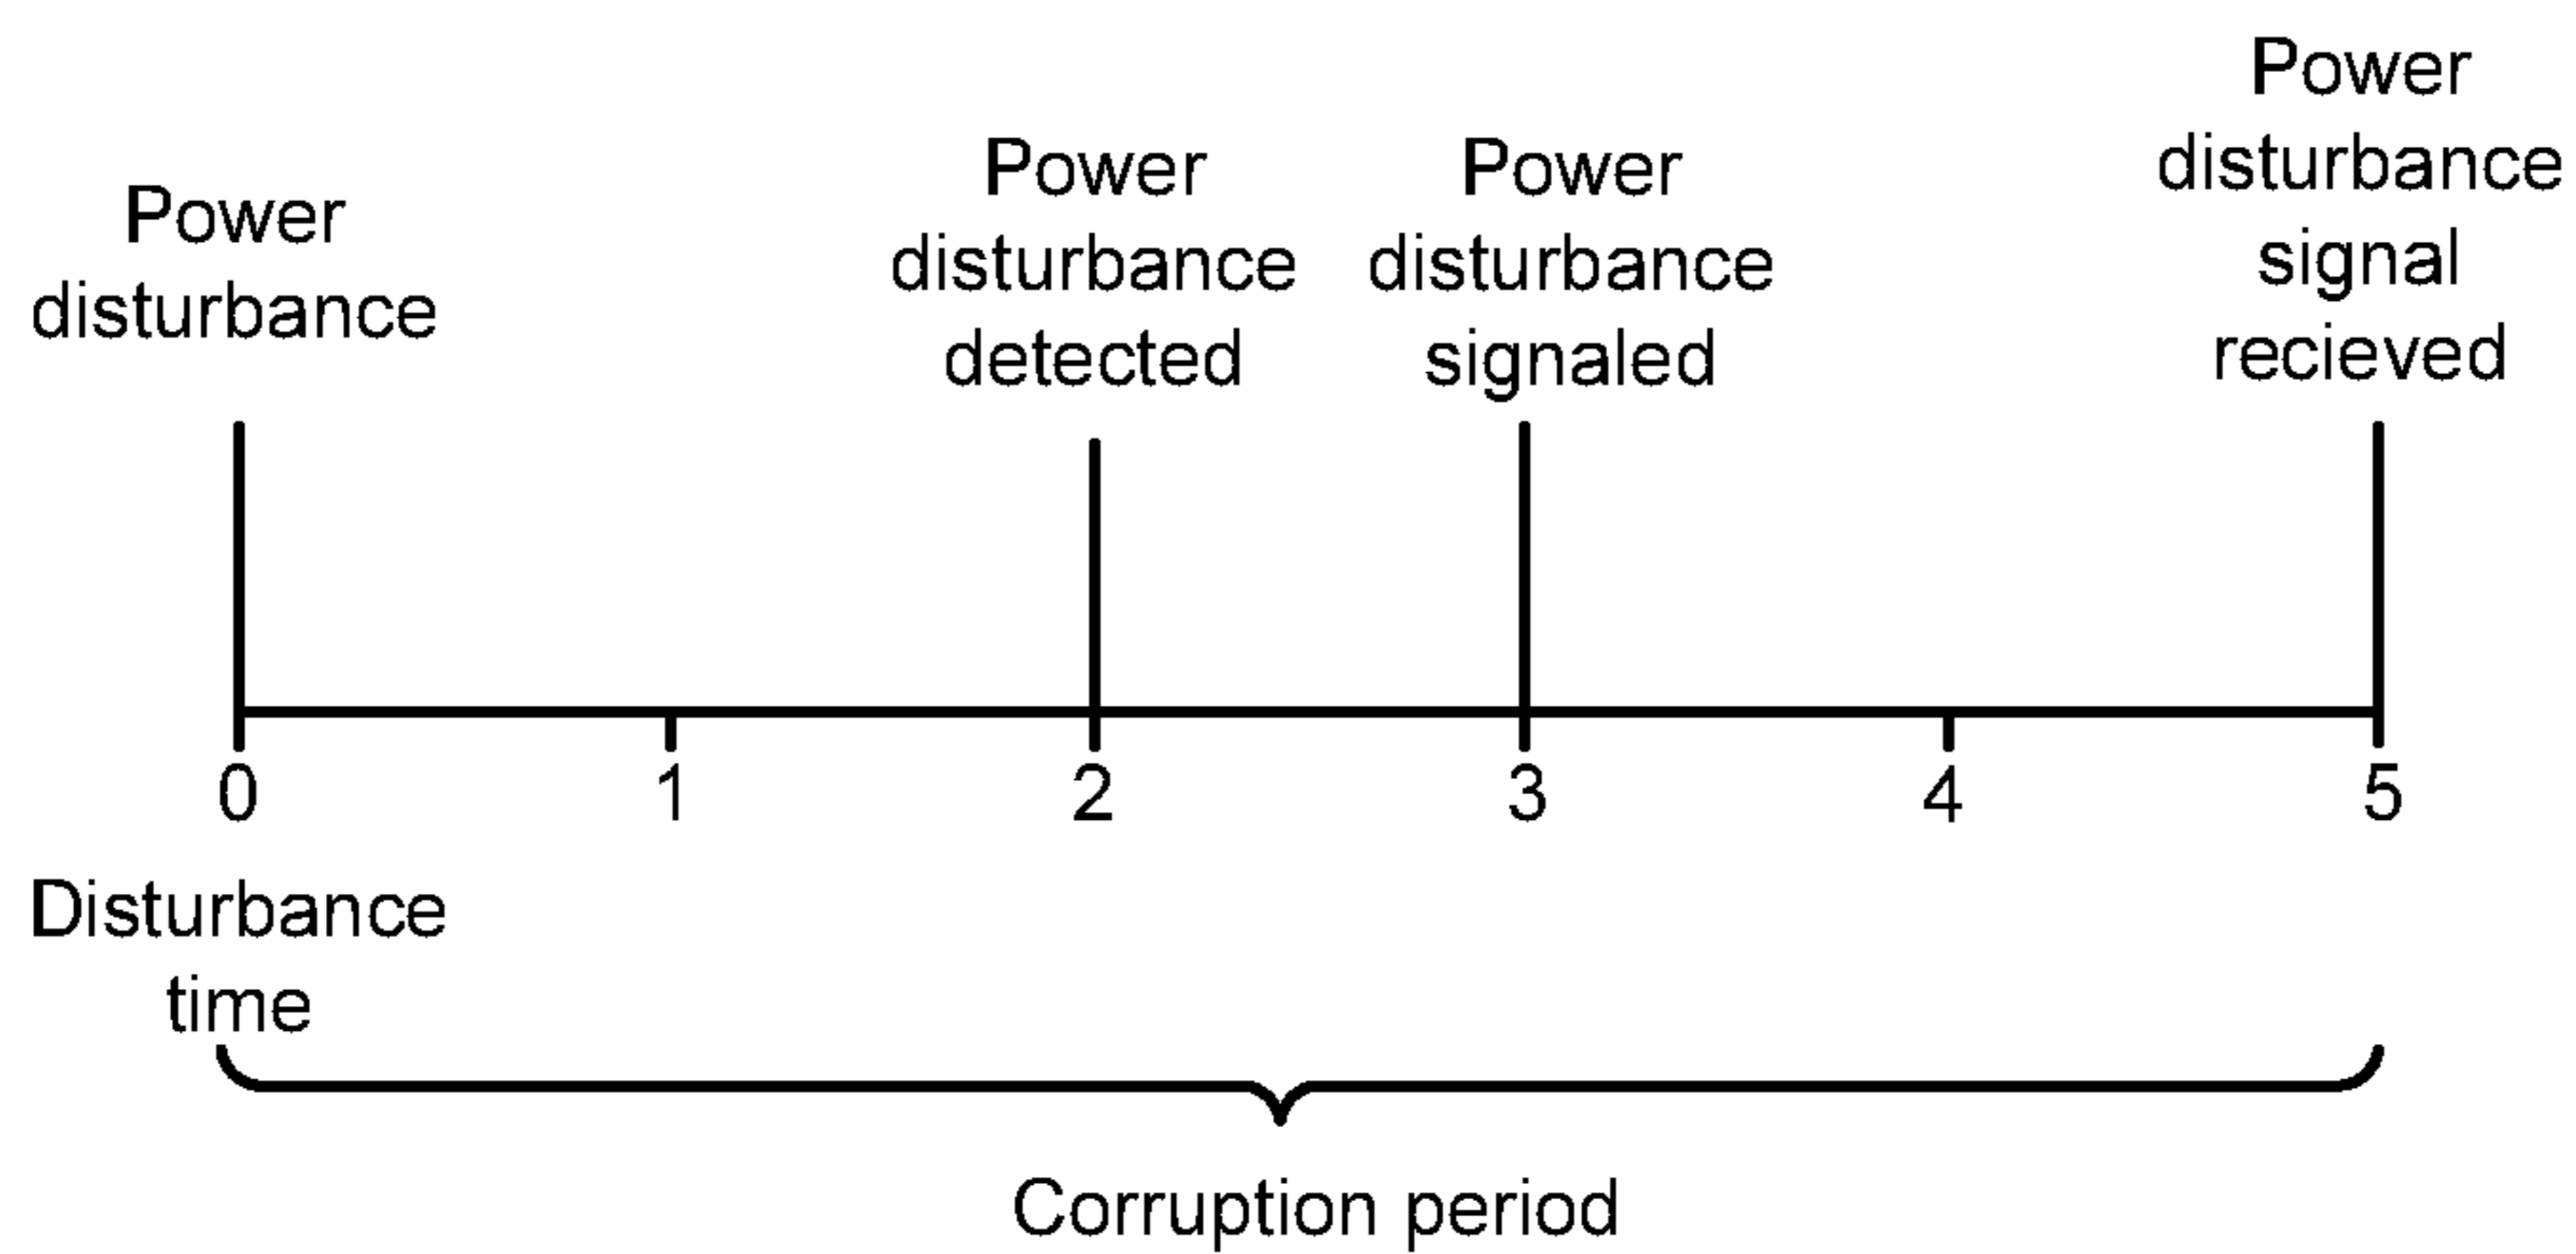 Power
disturbance
Power
disturbance
detected
Power
disturbance
signaled
Power
disturbance
signal
recieved
0
1
2
3
4
5
Disturbance
time
Corruption period